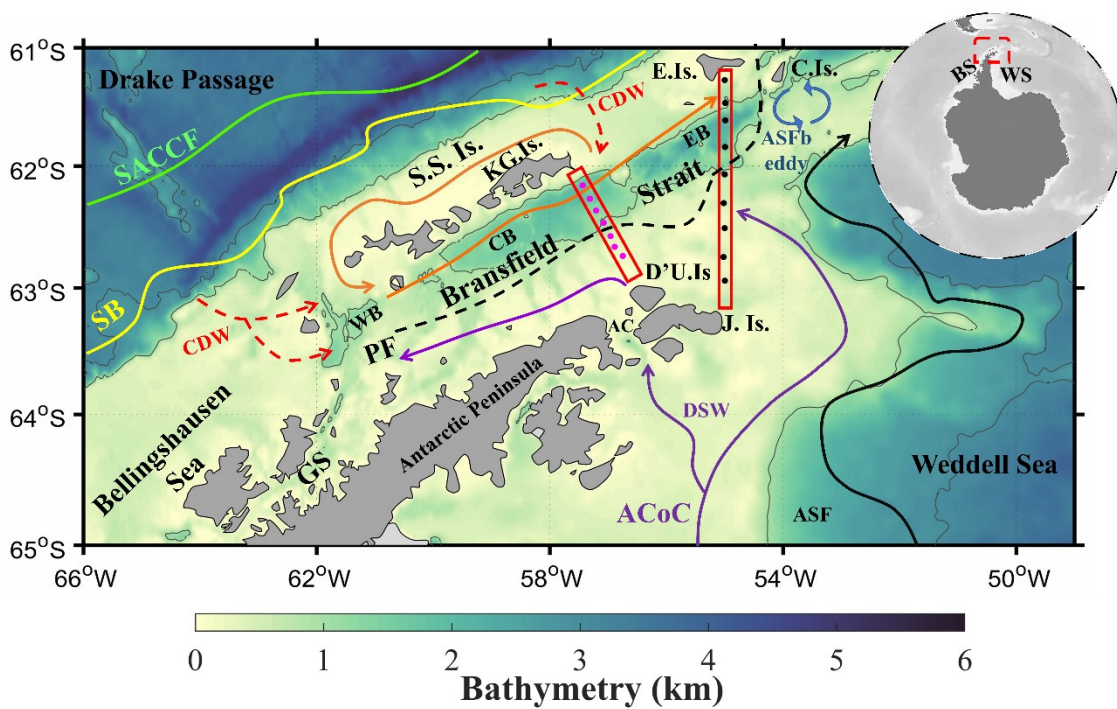 61°S
62°S
63°S
64°S
65°S
66°W
62°W
58°W
54°W
50°W
Drake Passage
SACCF
SB
CDW
CDW
S.S. Is.
KG.Is.
E.Is.
C.Is.
ASFb
eddy
EB
Strait
CB
Bransfield
WB
PF
D'U.Is
AC
J. Is.
Antarctic Peninsula
GS
Bellingshausen
Sea
DSW
ACoC
ASF
Weddell Sea
BS
WS
0
1
2
3
4
5
6
Bathymetry (km)